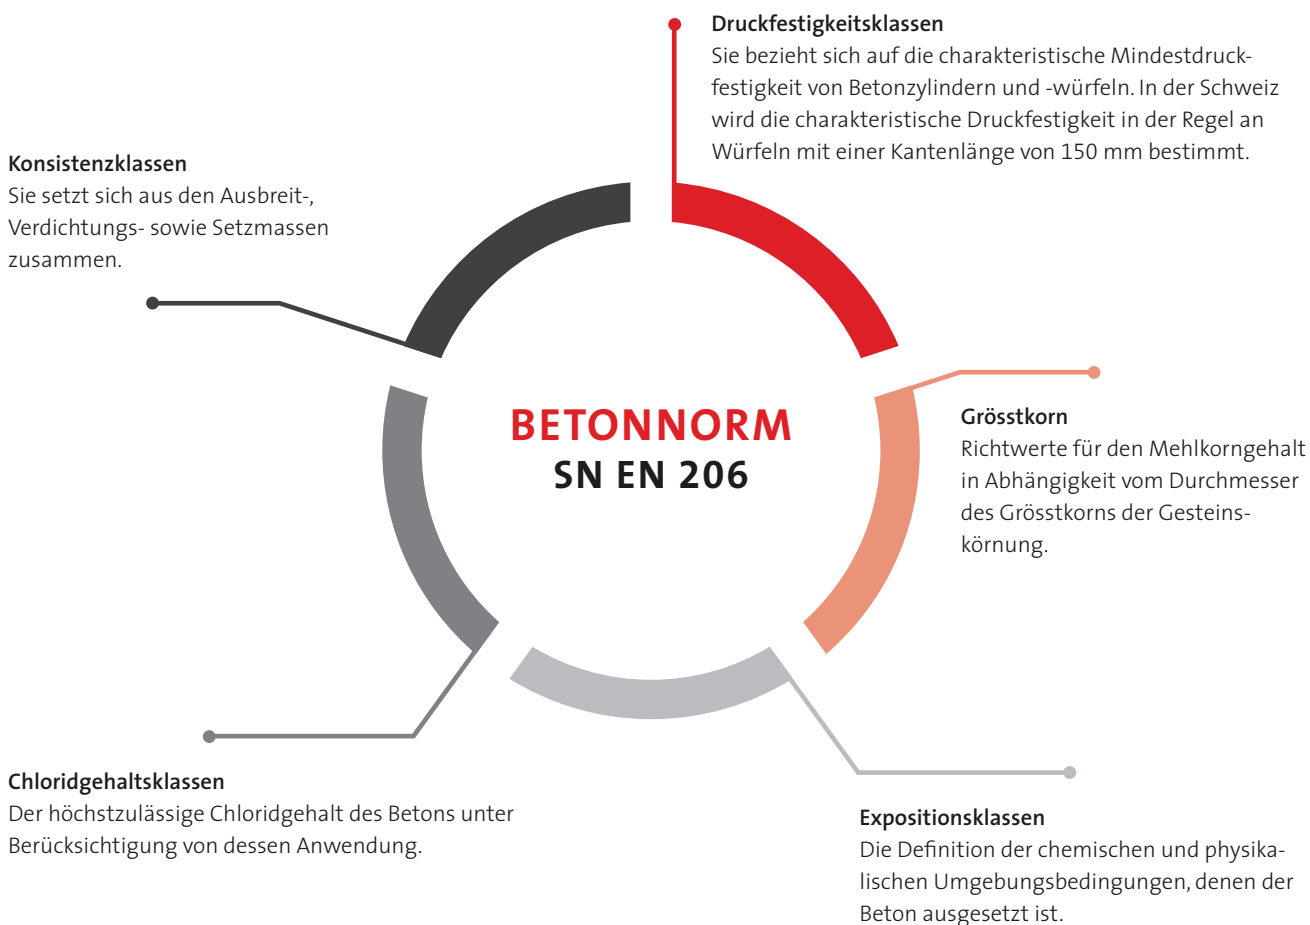 Druckfestigkeitsklassen
Sie bezieht sich auf die charakteristische Mindestdruck-
festigkeit von Betonzylindern und -würfeln. In der Schweiz
wird die charakteristische Druckfestigkeit in der Regel an
Würfeln mit einer Kantenlänge von 150 mm bestimmt.
Konsistenzklassen
Sie setzt sich aus den Ausbreit-,
Verdichtungs- sowie Setzmassen
zusammen.
BETONNORM
SN EN 206
Grösstkorn
Richtwerte für den Mehlkorngehalt
in Abhängigkeit vom Durchmesser
des Grösstkorns der Gesteins-
körnung.
Chloridgehaltsklassen
Der höchstzulässige Chloridgehalt des Betons unter
Berücksichtigung von dessen Anwendung.
Expositionsklassen
Die Definition der chemischen und physika-
lischen Umgebungsbedingungen, denen der
Beton ausgesetzt ist.